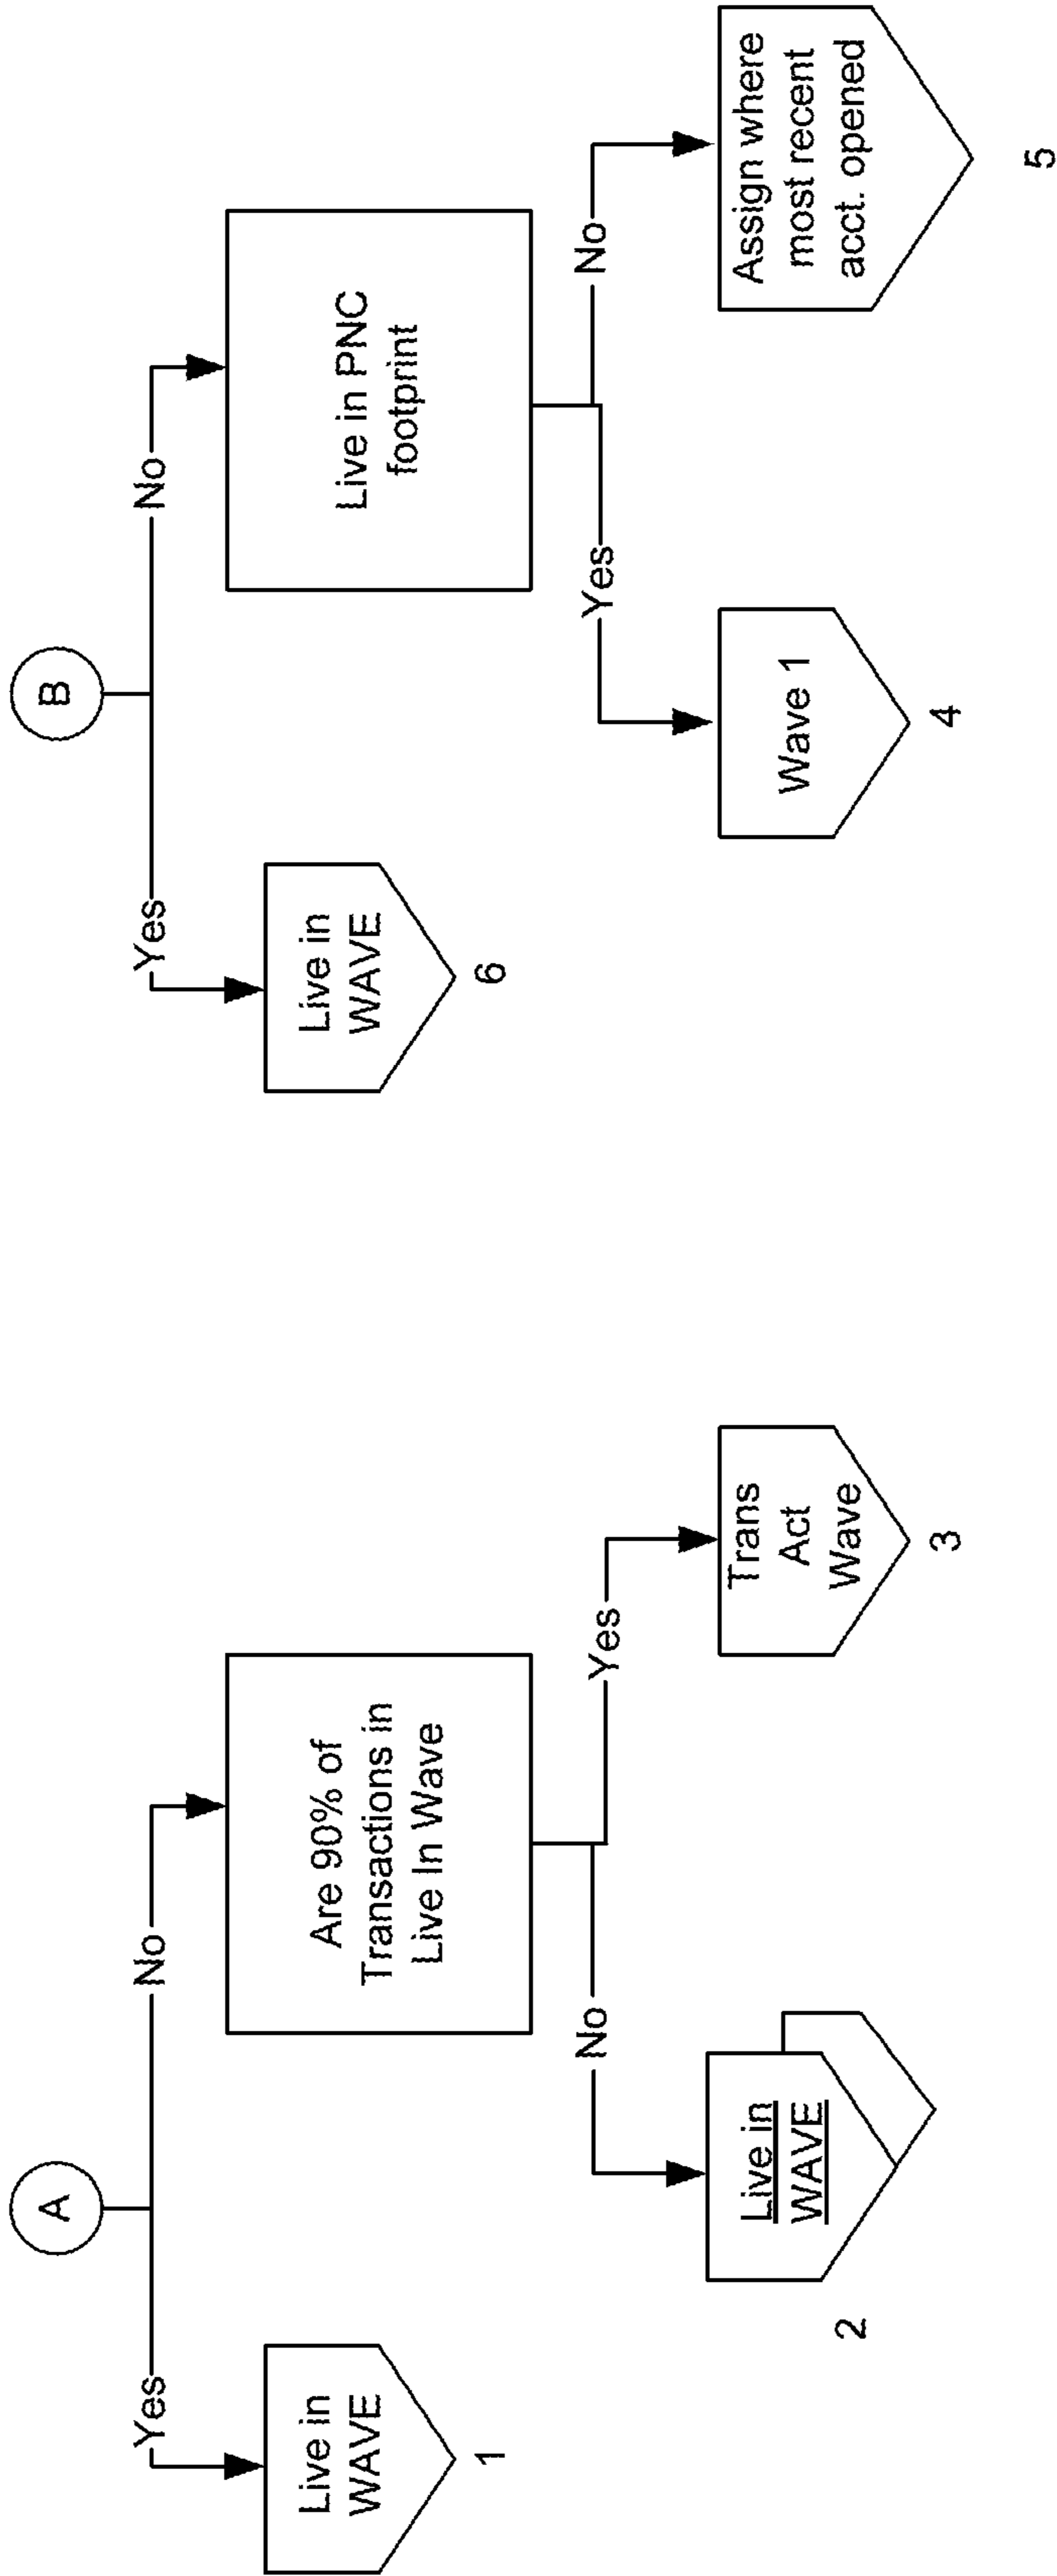 A
Yes
No
Live in
WAVE
1
Are 90% of
Transactions in
Live In Wave
No
Yes
Live in
WAVE
2
Trans
Act
Wave
3
B
Yes
No
Live in
WAVE
6
Live in PNC
footprint
Yes
No
Wave 1
4
Assign where
most recent
acct. opened
5